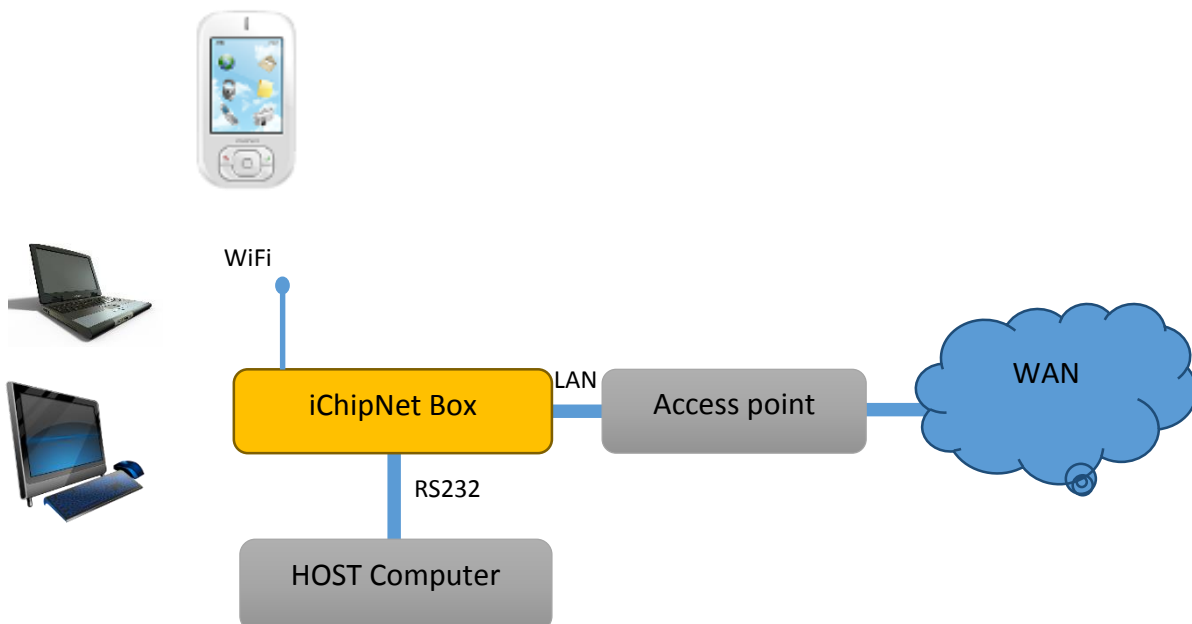 WiFi
iChipNet Box
LAN
Access point
WAN
RS232
HOST Computer